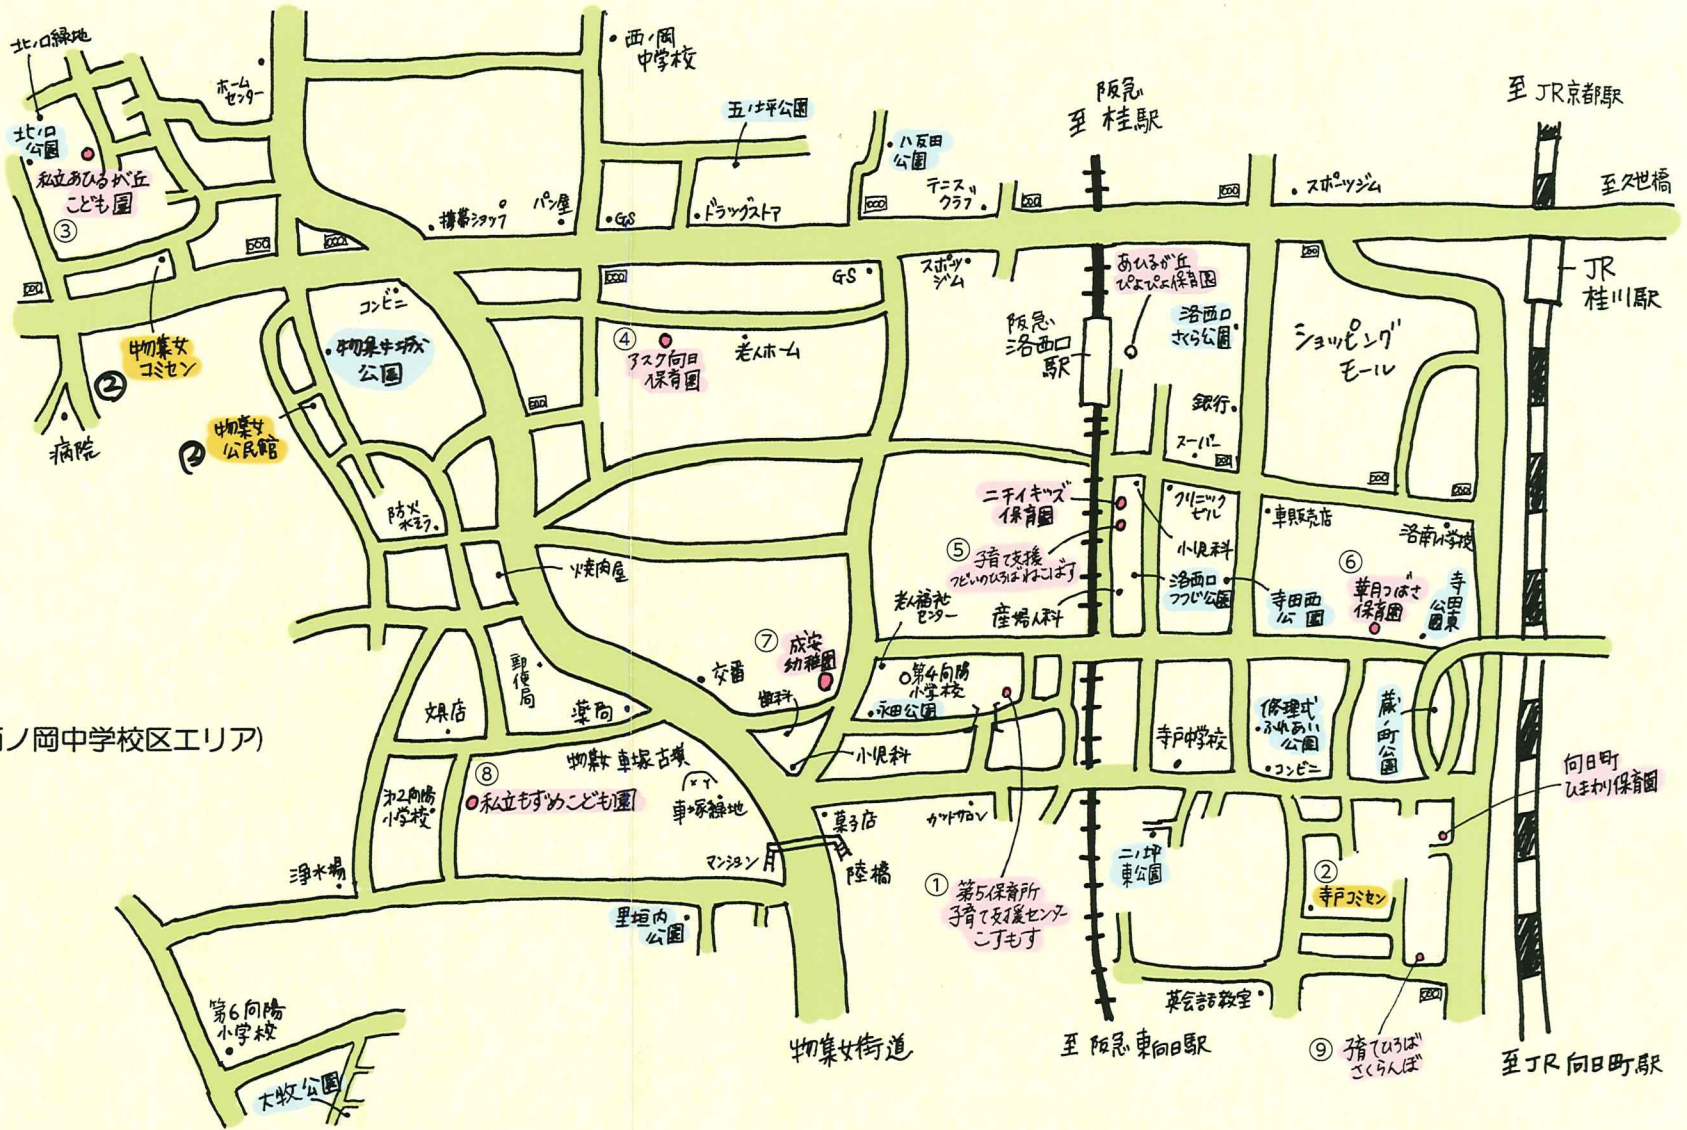 北ノ口緑地
ホーム
センター
北ノ口
公園
私立あひるが丘
こども園
③
物集女
コミセン
②
病院
コンビニ
物集女城
公園
物集女
公民館
②
西ノ岡
中学校
五ノ坪公園
携帯ショップ
パン屋
GS
ドラッグストア
八反田
公園
テニス
クラブ
阪急
至 桂駅
スポーツジム
至 JR京都駅
至久世橋
GS
スポーツ
ジム
あひるが丘
ぴよぴよ保育園
洛西口
さくら公園
阪急
洛西口
駅
JR
桂川駅
ショッピング
モール
④
アスク向日
保育園
老人ホーム
銀行
スーパー
防火
水そう
焼肉屋
ニチイキッズ
保育園
⑤ 子育て支援
つどいのひろばねこばす
産婦人科
クリニック
ビル
小児科
洛西口
つつじ公園
車販売店
洛南小学校
寺田西
公園
⑥
華月つばさ
保育園
寺田東
公園
老人福祉
センター
第4向陽
小学校
永田公園
⑦
成安
幼稚園
交番
歯科
小児科
郵便局
薬局
文具店
西ノ岡中学校区エリア)
物集女車塚古墳
車塚緑地
⑧
私立もずめこども園
第2向陽
小学校
マンション
陸橋
菓子店
寺戸中学校
修理式
ふれあい
公園
コンビニ
蔵ノ町公園
向日町
ひまわり保育園
浄水場
里垣内
公園
① 第5保育所
子育て支援センター
こすもす
二ノ坪
東公園
②
寺戸コミセン
英会話教室
⑨ 子育てひろば
さくらんぼ
第6向陽
小学校
大牧公園
物集女街道
至 阪急東向日駅
至JR向日町駅